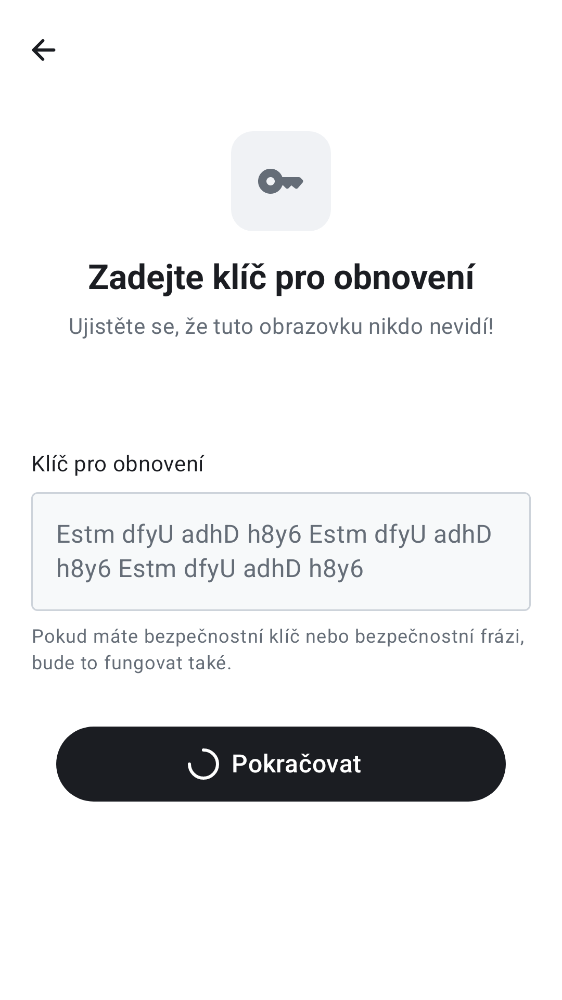 Zadejte klíč pro obnovení
Ujistěte se, že tuto obrazovku nikdo nevidí!
Klíč pro obnovení
Estm dfyU adhD h8y6 Estm dfyU adhD
h8y6 Estm dfyU adhD h8y6
Pokud máte bezpečnostní klíč nebo bezpečnostní frázi,
bude to fungovat také.
Pokračovat